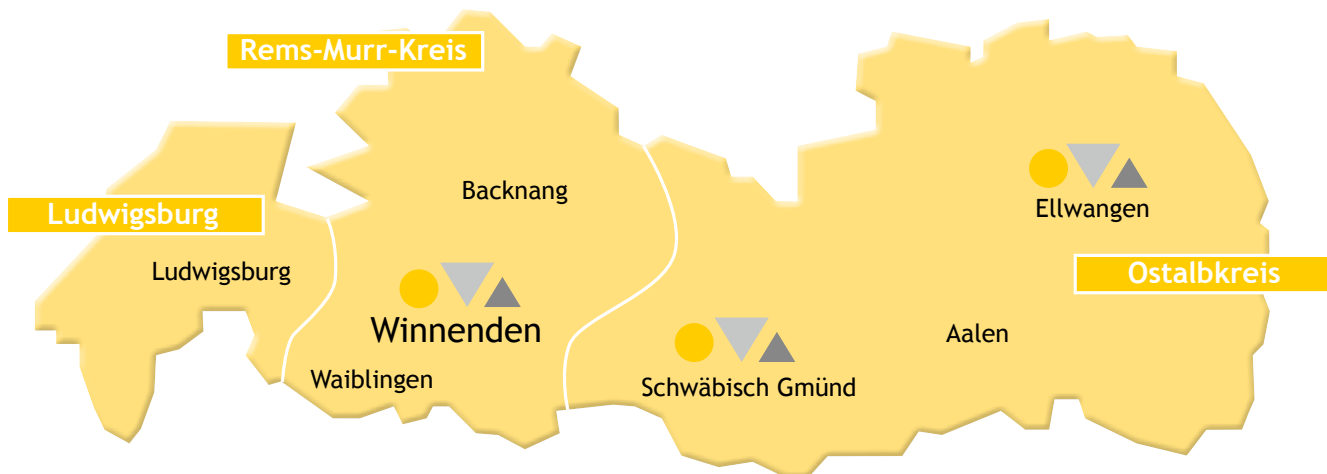 Rems-Murr-Kreis
Backnang
Ellwangen
Ludwigsburg
Ludwigsburg
Ostalbkreis
Winnenden
Aalen
Waiblingen
Schwäbisch Gmünd